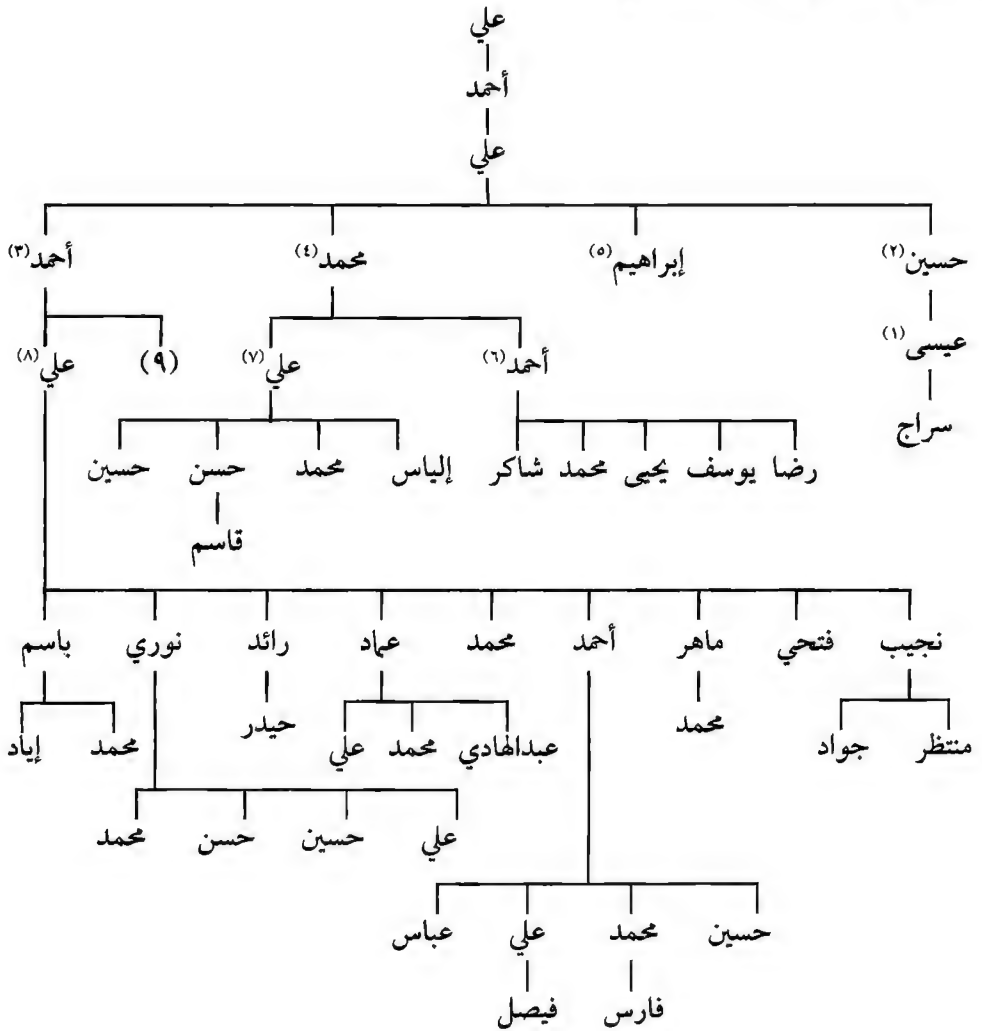 علي
أحمد
علي
حسين(٢) إبراهيم(٥) محمد(٤) أحمد(٣)
عيسى(١) أحمد(٦) علي(٧) (٩) علي(٨)
سراج
رضا يوسف يحيى محمد شاكر إلياس محمد حسن حسين
قاسم
نجيب فتحي ماهر أحمد محمد عماد رائد نوري باسم
منتظر جواد محمد عبدالهادي محمد علي حيدر محمد إياد
علي حسين حسن محمد
حسين محمد علي عباس
فارس فيصل